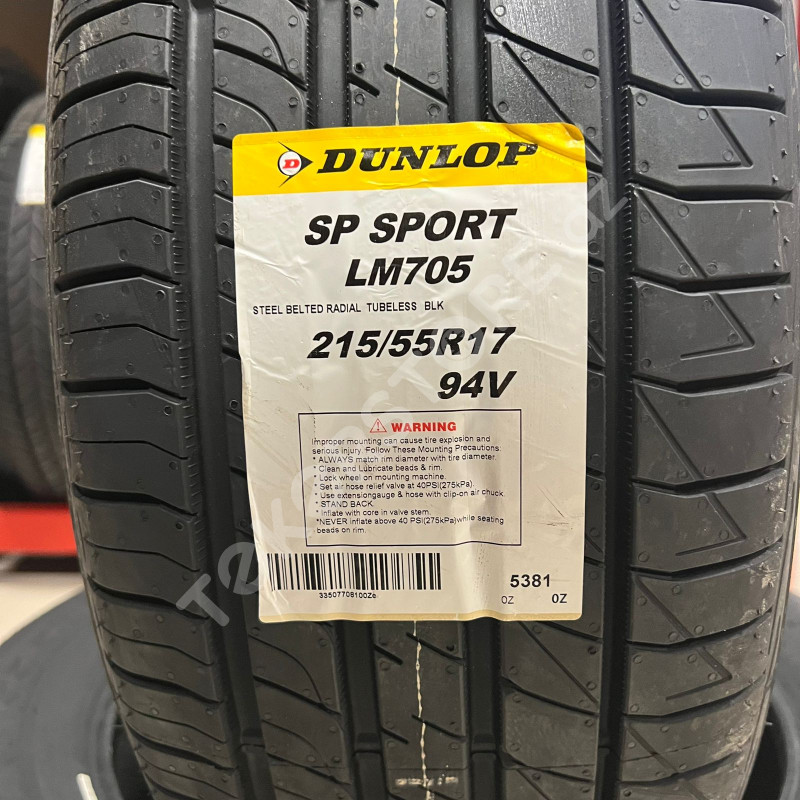 DUNLOP
SP SPORT
LM705
STEEL BELTED RADIAL TUBELESS BLK
215/55R17
94V
WARNING
Improper mounting can cause tire explosion and
serious injury. Follow These Mounting Precautions:
* ALWAYS match rim diameter with tire diameter.
* Clean and Lubricate beads & rim.
* Lock wheel on mounting machine.
* Set air hose relief valve at 40PSI(275kPa).
* Use extensiongauge & hose with clip-on air chuck.
* STAND BACK
* Inflate with core in valve stem.
*NEVER inflate above 40 PSI(275kPa)while seating
beads on rim.
5381
OZ OZ